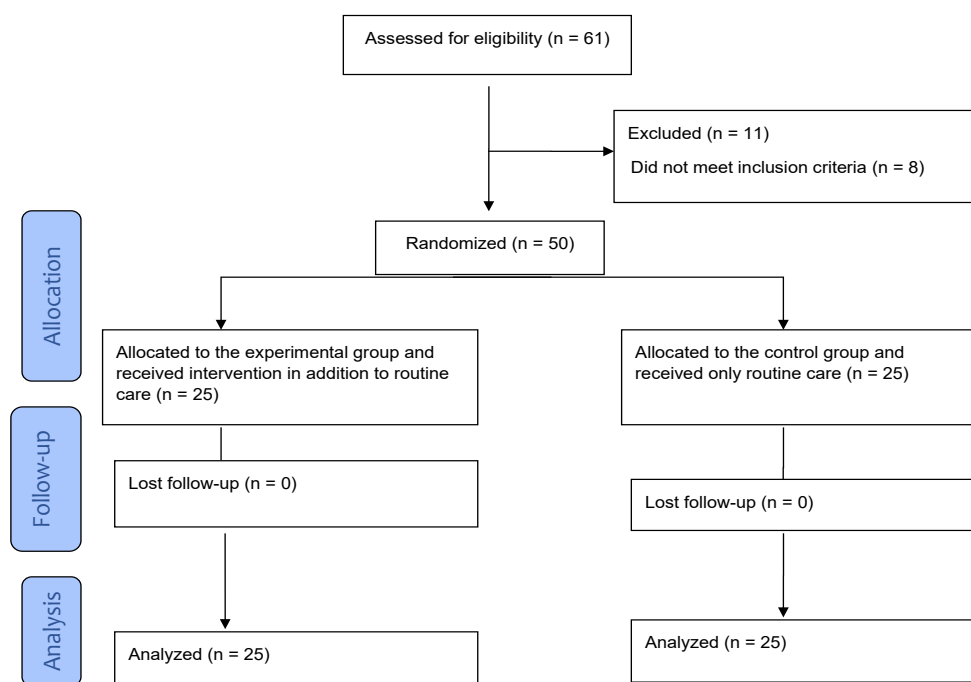 Assessed for eligibility (n = 61)
Excluded (n = 11)
Did not meet inclusion criteria (n = 8)
Randomized (n = 50)
Allocation
Allocated to the experimental group and
received intervention in addition to routine
care (n = 25)
Allocated to the control group and
received only routine care (n = 25)
Follow-up
Lost follow-up (n = 0)
Lost follow-up (n = 0)
Analysis
Analyzed (n = 25)
Analyzed (n = 25)